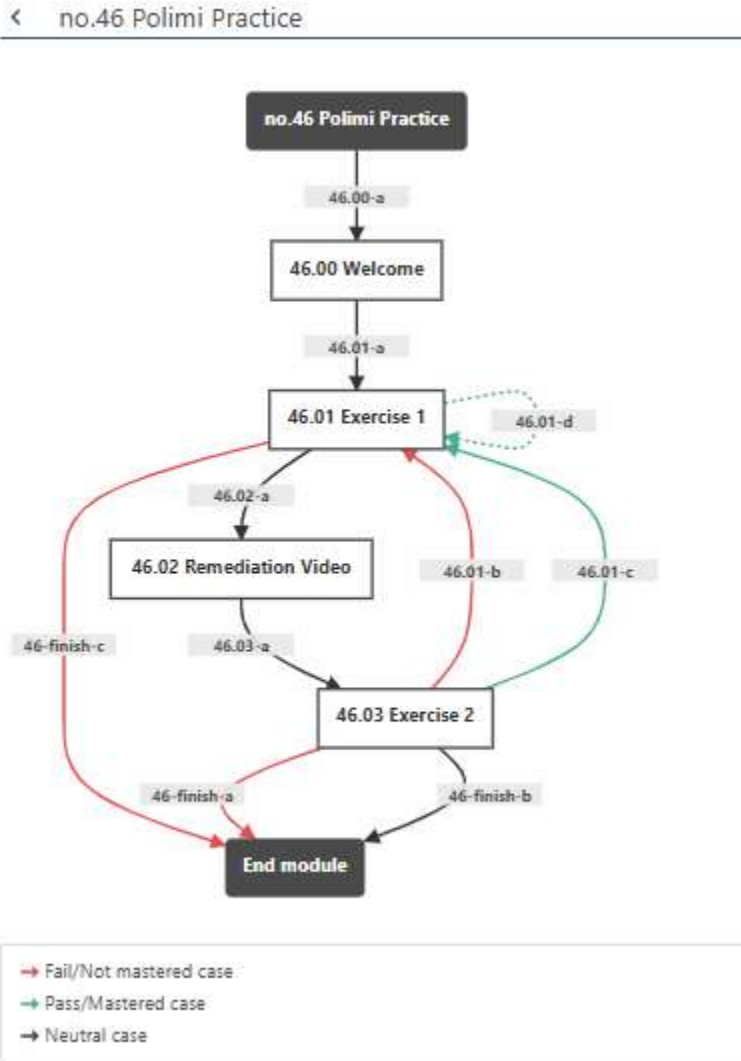 no.46 Polimi Practice
no.46 Polimi Practice
46.00-a
46.00 Welcome
46.01-a
46.01 Exercise 1
46.01-d
46.02-a
46.02 Remediation Video
46.01-b
46.01-c
46-finish-c
46.03-a
46.03 Exercise 2
46-finish-a
46-finish-b
End module
Fail/Not mastered case
Pass/Mastered case
Neutral case